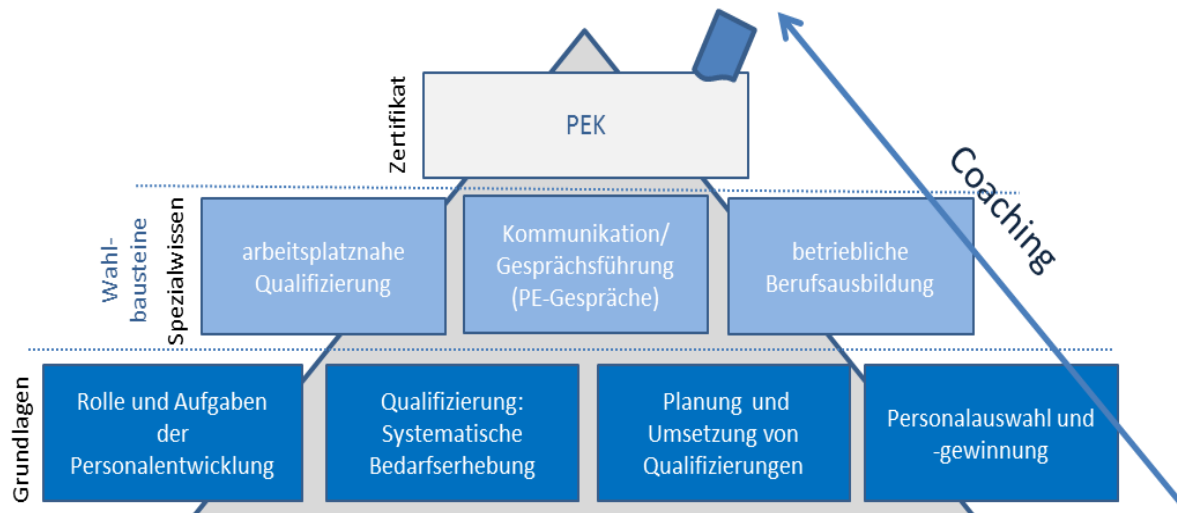 Zertifikat
PEK
Coaching
Wahl-
bausteine
Spezialwissen
arbeitsplatznahe
Qualifizierung
Kommunikation/
Gesprächsführung
(PE-Gespräche)
betriebliche
Berufsausbildung
Grundlagen
Rolle und Aufgaben
der
Personalentwicklung
Qualifizierung:
Systematische
Bedarfserhebung
Planung und
Umsetzung von
Qualifizierungen
Personalauswahl und
-gewinnung